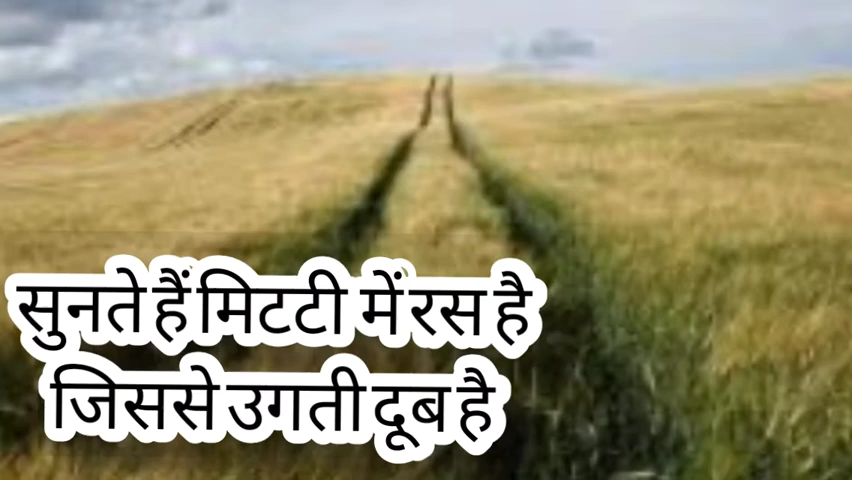 सुनते हैं मिटटी में रस है
जिससे उगती दूब है